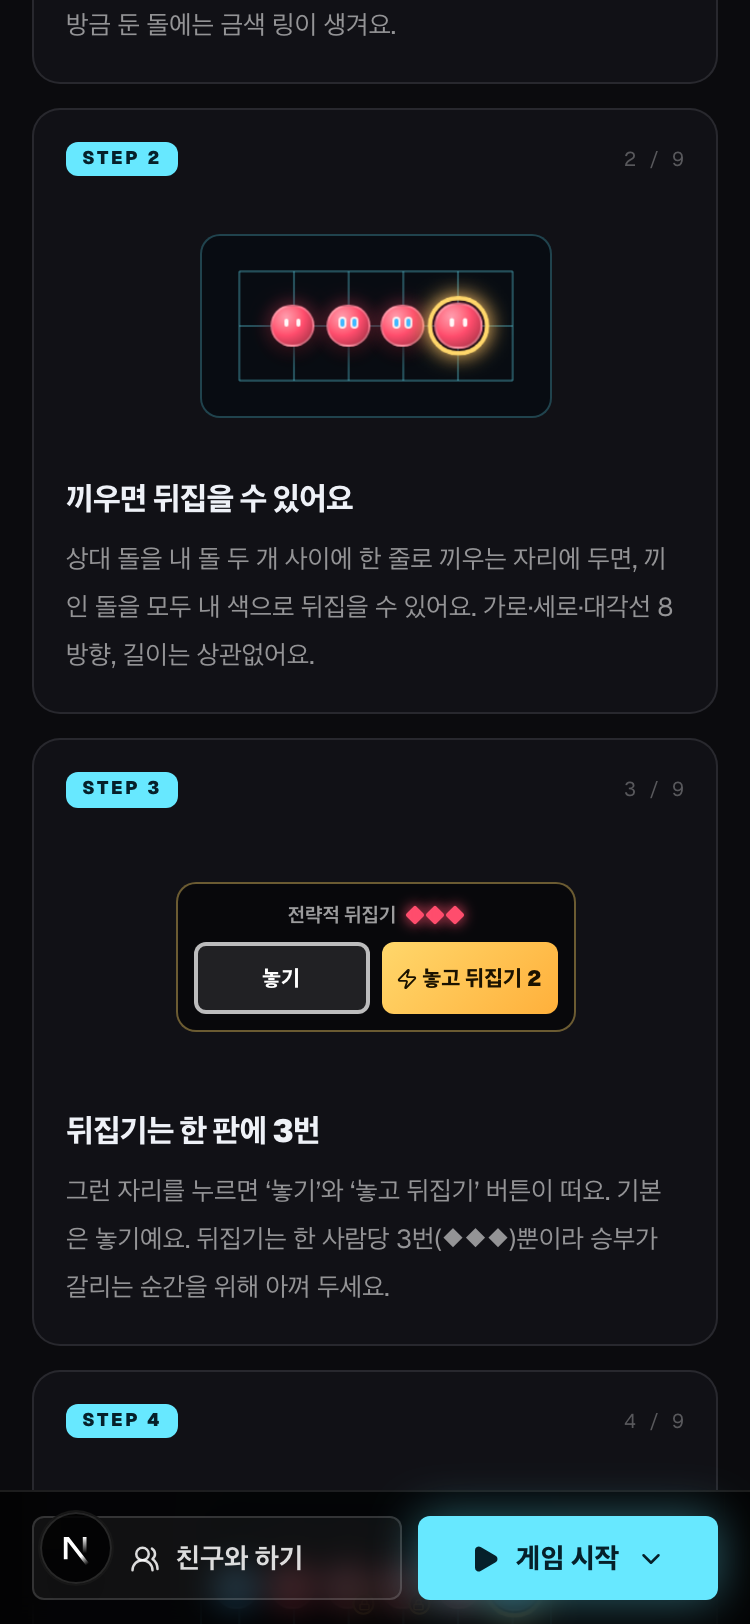 방금 둔 돌에는 금색 링이 생겨요.
STEP 2
2 / 9
끼우면 뒤집을 수 있어요
상대 돌을 내 돌 두 개 사이에 한 줄로 끼우는 자리에 두면, 끼
인 돌을 모두 내 색으로 뒤집을 수 있어요. 가로·세로·대각선 8
방향, 길이는 상관없어요.
STEP 3
3 / 9
전략적 뒤집기 ◆◆◆
놓기
놓고 뒤집기 2
뒤집기는 한 판에 3번
그런 자리를 누르면 ‘놓기’와 ‘놓고 뒤집기’ 버튼이 떠요. 기본
은 놓기예요. 뒤집기는 한 사람당 3번(◆◆◆)뿐이라 승부가
갈리는 순간을 위해 아껴 두세요.
STEP 4
4 / 9
N
친구와 하기
게임 시작